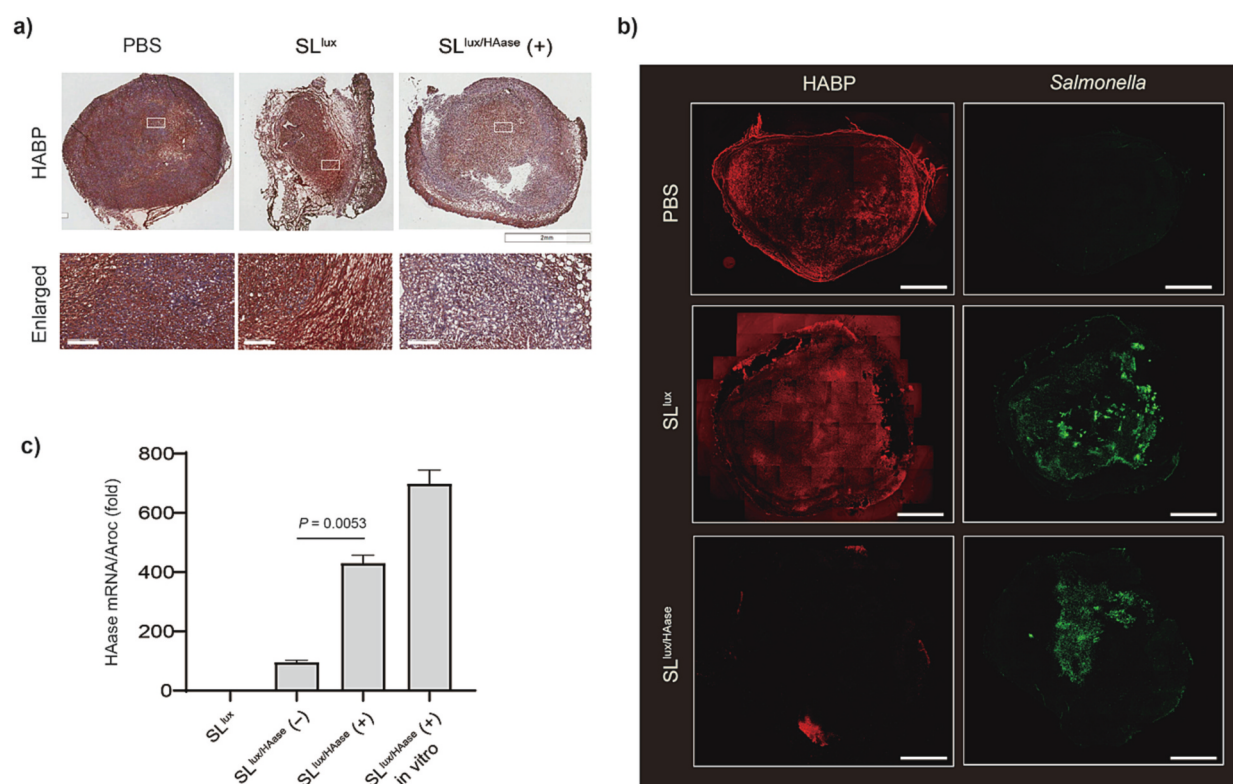 a)
PBS
SLlux
SLlux/HAase (+)
HABP
2mm
Enlarged
b)
HABP
Salmonella
PBS
SLlux
SLlux/HAase
c)
HAase mRNA/Aroc (fold)
800
600
400
200
0
P = 0.0053
SLlux
SLlux/HAase (–)
SLlux/HAase (+)
SLlux/HAase (+)
in vitro